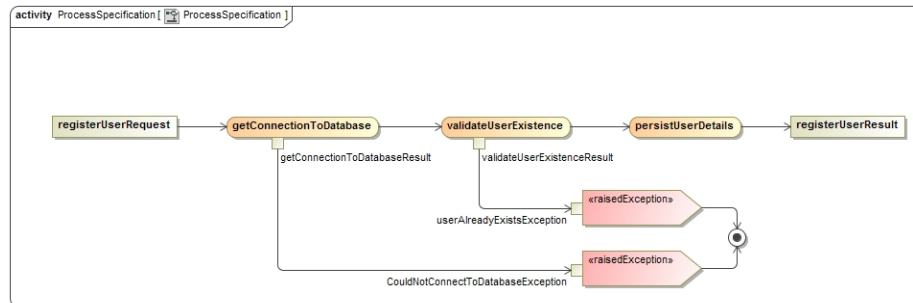 activity ProcessSpecification [ ProcessSpecification ]
registerUserRequest
getConnectionToDatabase
validateUserExistence
persistUserDetails
registerUserResult
getConnectionToDatabaseResult
validateUserExistenceResult
«raisedException»
userAlreadyExistsException
«raisedException»
CouldNotConnectToDatabaseException